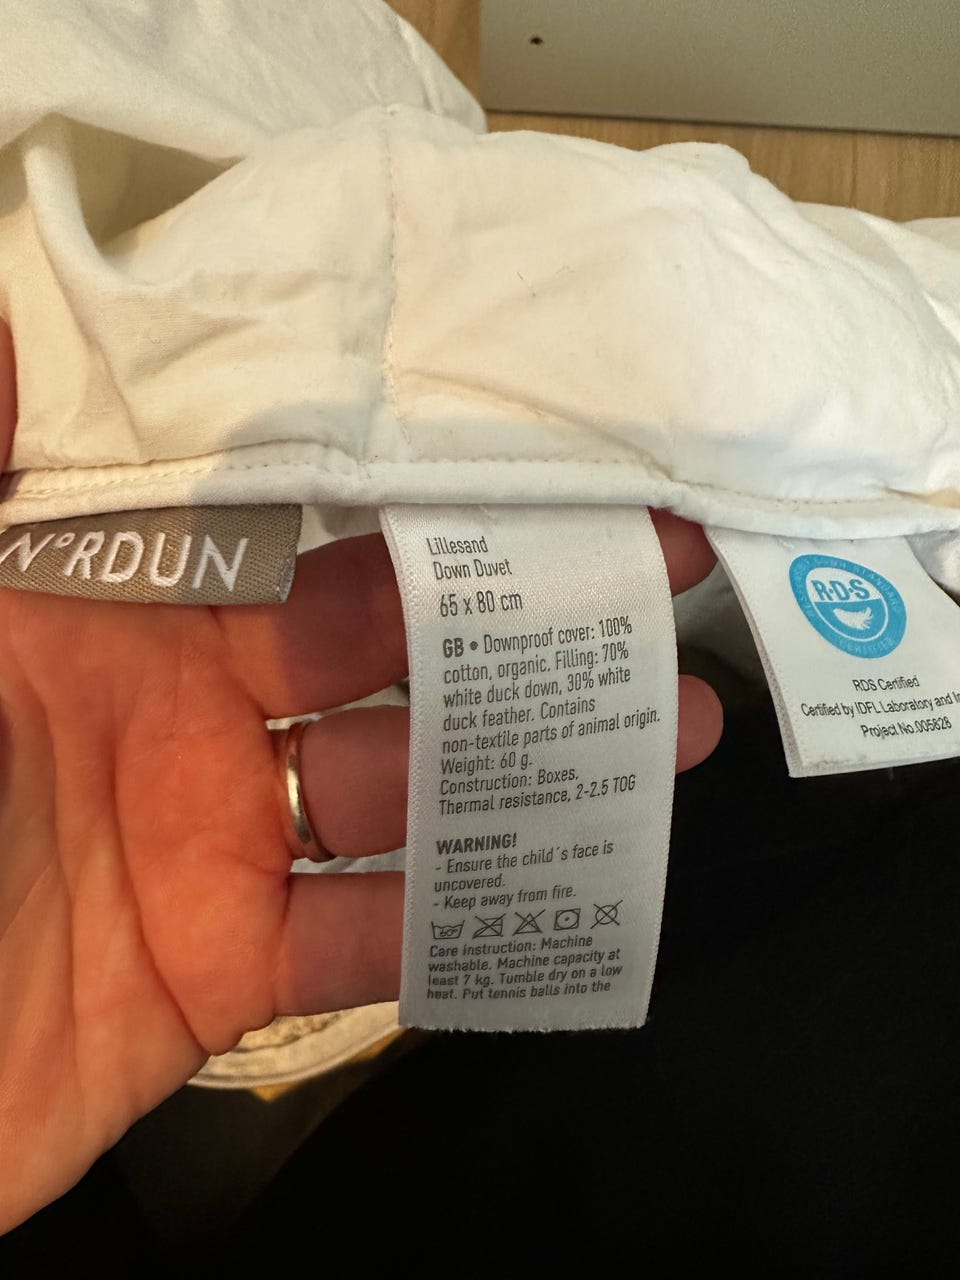 N°RDUN
Lillesand
Down Duvet
65 x 80 cm
GB • Downproof cover: 100%
cotton, organic. Filling: 70%
white duck down, 30% white
duck feather. Contains
non-textile parts of animal origin.
Weight: 60 g.
Construction: Boxes.
Thermal resistance, 2-2.5 TOG
WARNING!
- Ensure the child´s face is
uncovered.
- Keep away from fire.
60°
Care instruction: Machine
washable. Machine capacity at
least 7 kg. Tumble dry on a low
heat. Put tennis balls into the
R·D·S
RDS Certified
Certified by IDFL Laboratory and
Project No.005828